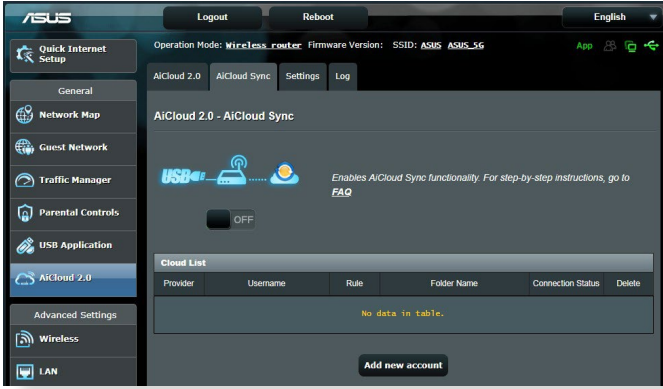 ASUS
Logout
Reboot
English
Quick Internet
Setup
Operation Mode: Wireless router Firmware Version: SSID: ASUS ASUS_5G
App
AiCloud 2.0
AiCloud Sync
Settings
Log
General
Network Map
Guest Network
Traffic Manager
Parental Controls
USB Application
AiCloud 2.0
Advanced Settings
Wireless
LAN
AiCloud 2.0 - AiCloud Sync
USB
Enables AiCloud Sync functionality. For step-by-step instructions, go to
FAQ
OFF
Cloud List
Provider
Username
Rule
Folder Name
Connection Status
Delete
No data in table.
Add new account